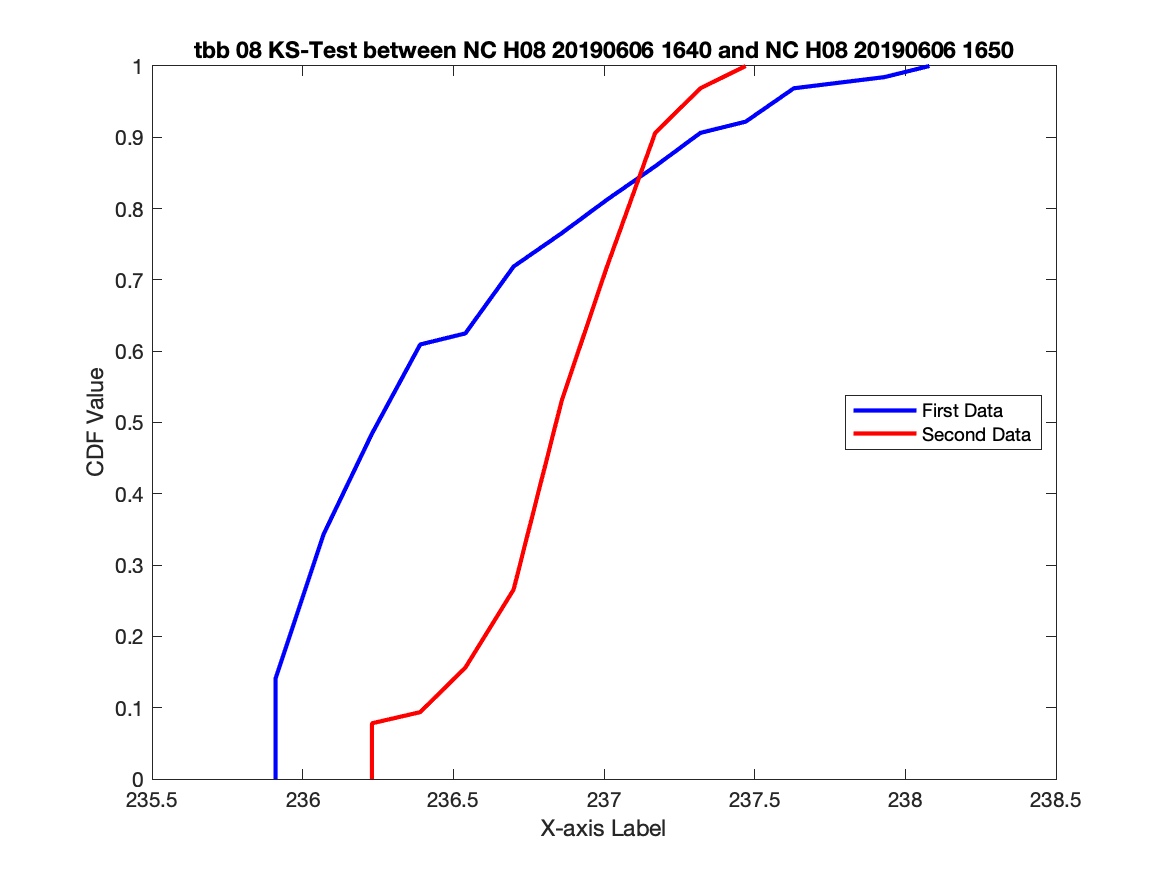 tbb 08 KS-Test between NC H08 20190606 1640 and NC H08 20190606 1650
1
0.9
0.8
0.7
0.6
0.5
0.4
0.3
0.2
0.1
0
CDF Value
First Data
Second Data
235.5 236 236.5 237 237.5 238 238.5
X-axis Label